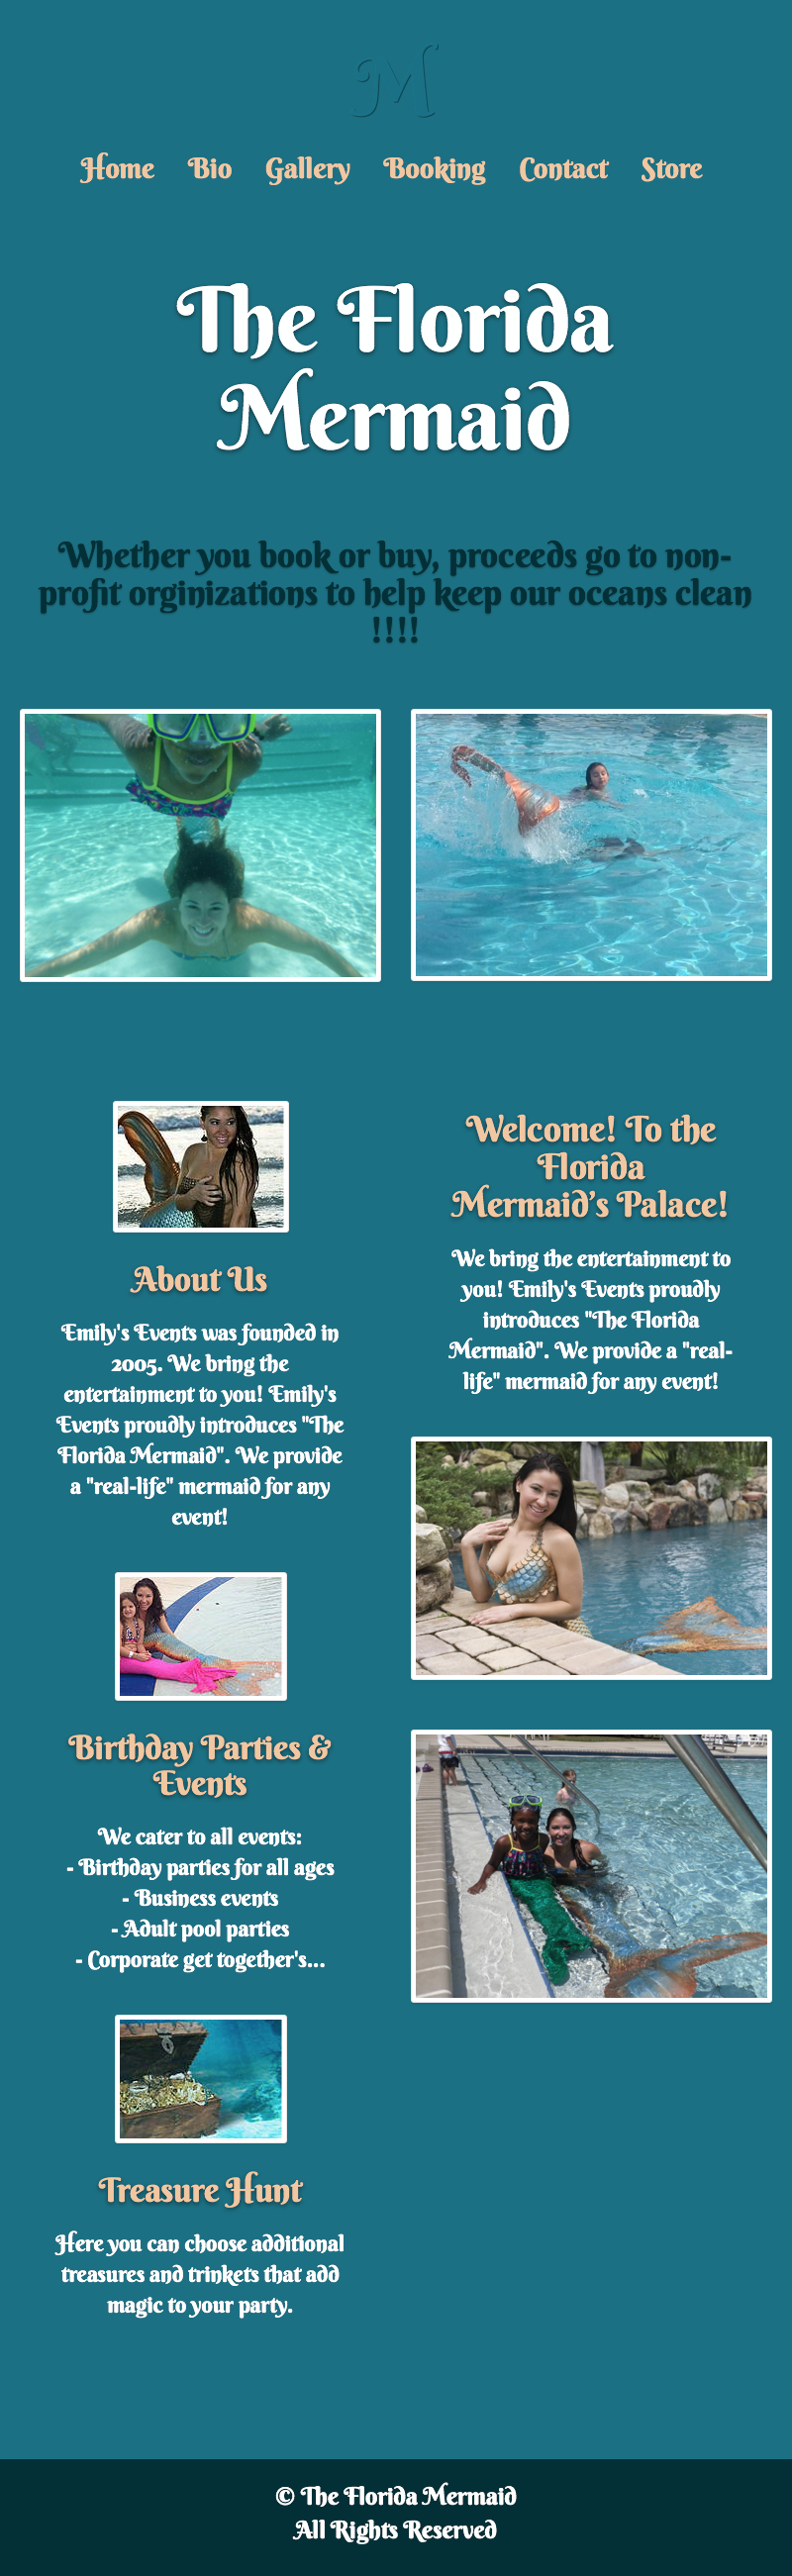 M
Home Bio Gallery Booking Contact Store
The Florida
Mermaid
Whether you book or buy, proceeds go to non-
profit orginizations to help keep our oceans clean
!!!!
About Us
Emily's Events was founded in
2005. We bring the
entertainment to you! Emily's
Events proudly introduces "The
Florida Mermaid". We provide
a "real-life" mermaid for any
event!
Birthday Parties &
Events
We cater to all events:
- Birthday parties for all ages
- Business events
- Adult pool parties
- Corporate get together's...
Treasure Hunt
Here you can choose additional
treasures and trinkets that add
magic to your party.
Welcome! To the
Florida
Mermaid’s Palace!
We bring the entertainment to
you! Emily's Events proudly
introduces "The Florida
Mermaid". We provide a "real-
life" mermaid for any event!
© The Florida Mermaid
All Rights Reserved